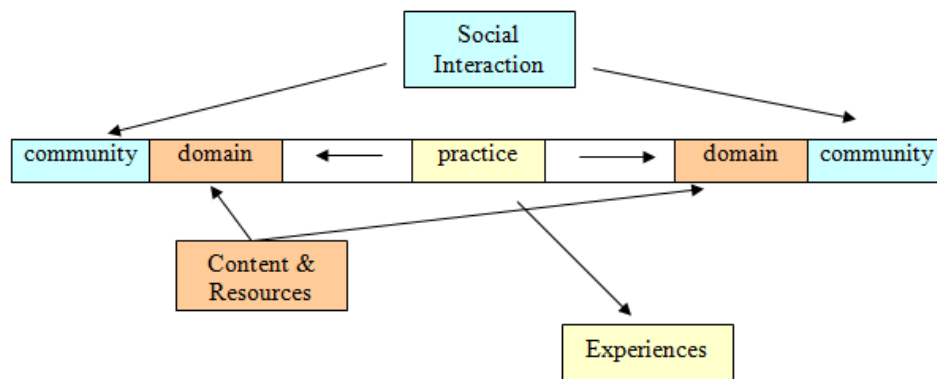 Social
Interaction
community domain practice domain community
Content &
Resources
Experiences